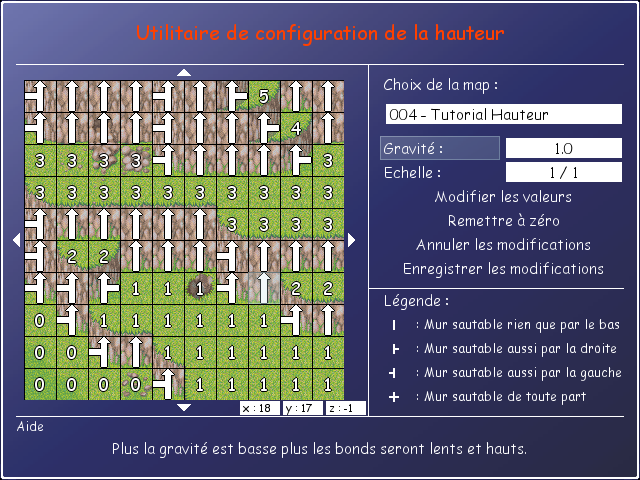 Utilitaire de configuration de la hauteur
Choix de la map :
004 - Tutorial Hauteur
Gravité : 1.0
Echelle : 1 / 1
Modifier les valeurs
Remettre à zéro
Annuler les modifications
Enregistrer les modifications
Légende :
: Mur sautable rien que par le bas
: Mur sautable aussi par la droite
: Mur sautable aussi par la gauche
: Mur sautable de toute part
5
4
3 3 3 3 3
3 3 3 3 3 3 3 3 3 3
3 3 3 3
2 2
1 1 1 2 2
0 1 1 1 1 1 1
0 0 1 1 1 1 1 1
0 0 0 0 1 1 1 1 1
x : 18 y : 17 z : -1
Aide
Plus la gravité est basse plus les bonds seront lents et hauts.